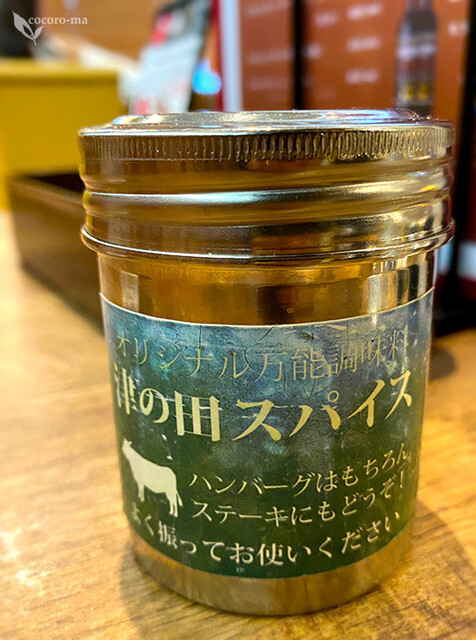 cocoro-ma
オリジナル万能調味料
津の田スパイス
ハンバーグはもちろん、
ステーキにもどうぞ!
よく振ってお使いください